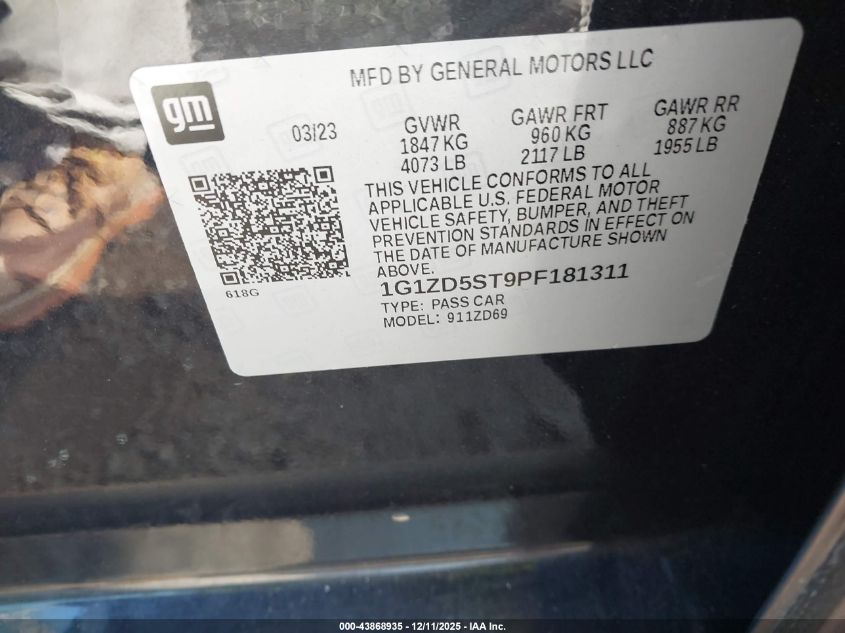 MFD BY GENERAL MOTORS LLC
gm
03/23
GVWR
1847 KG
4073 LB
GAWR FRT
960 KG
2117 LB
GAWR RR
887 KG
1955 LB
THIS VEHICLE CONFORMS TO ALL
APPLICABLE U.S. FEDERAL MOTOR
VEHICLE SAFETY, BUMPER, AND THEFT
PREVENTION STANDARDS IN EFFECT ON
THE DATE OF MANUFACTURE SHOWN
ABOVE.
618G
1G1ZD5ST9PF181311
TYPE: PASS CAR
MODEL: 911ZD69
000-43868935 - 12/11/2025 - IAA Inc.